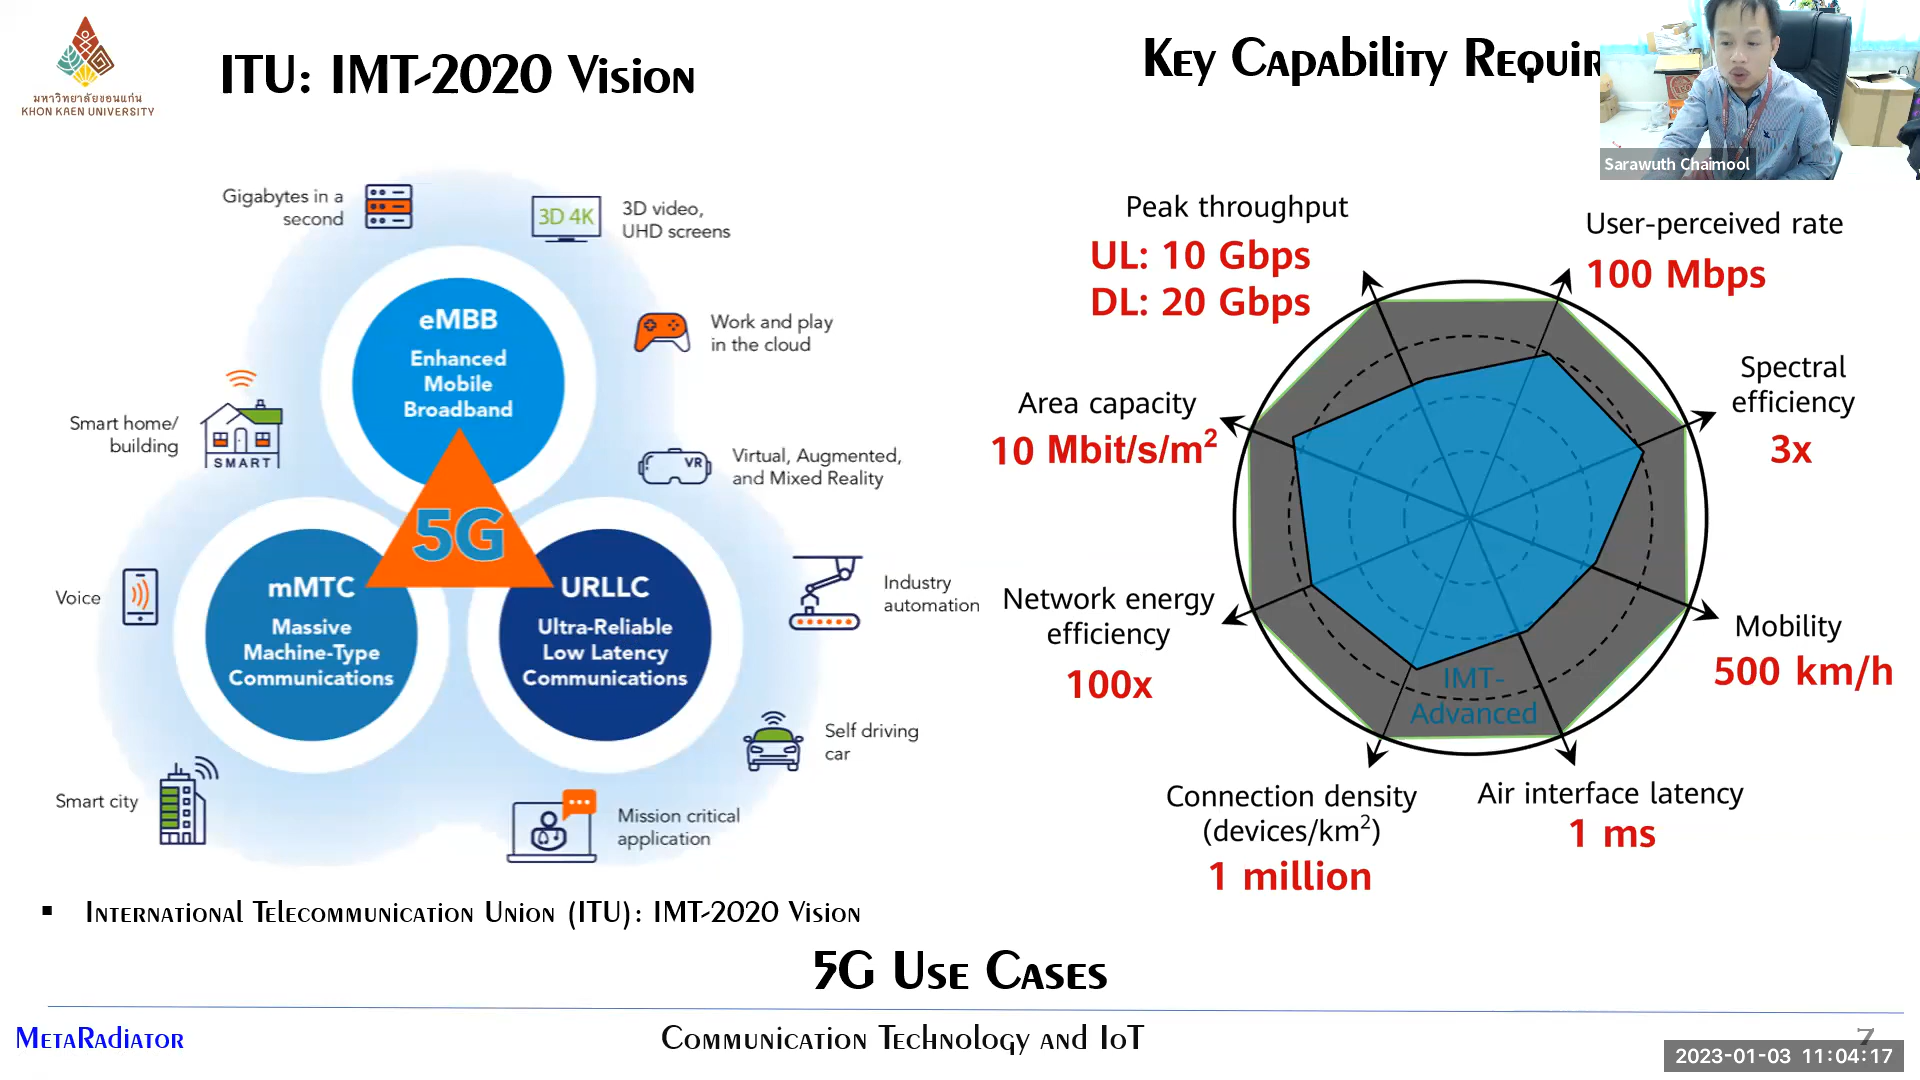 มหาวิทยาลัยขอนแก่น
KHON KAEN UNIVERSITY
ITU: IMT-2020 Vision
Gigabytes in a
second
3D 4K
3D video,
UHD screens
eMBB
Enhanced
Mobile
Broadband
Work and play
in the cloud
Smart home/
building
SMART
VR
Virtual, Augmented,
and Mixed Reality
5G
mMTC
Massive
Machine-Type
Communications
URLLC
Ultra-Reliable
Low Latency
Communications
Voice
Industry
automation
Self driving
car
Smart city
Mission critical
application
▪ International Telecommunication Union (ITU): IMT-2020 Vision
Key Capability Requir
Sarawuth Chaimool
Peak throughput
UL: 10 Gbps
DL: 20 Gbps
User-perceived rate
100 Mbps
Area capacity
10 Mbit/s/m²
Spectral
efficiency
3x
Network energy
efficiency
100x
Mobility
500 km/h
IMT-
Advanced
Connection density
(devices/km²)
1 million
Air interface latency
1 ms
5G Use Cases
MetaRadiator
Communication Technology and IoT
7
2023-01-03 11:04:17